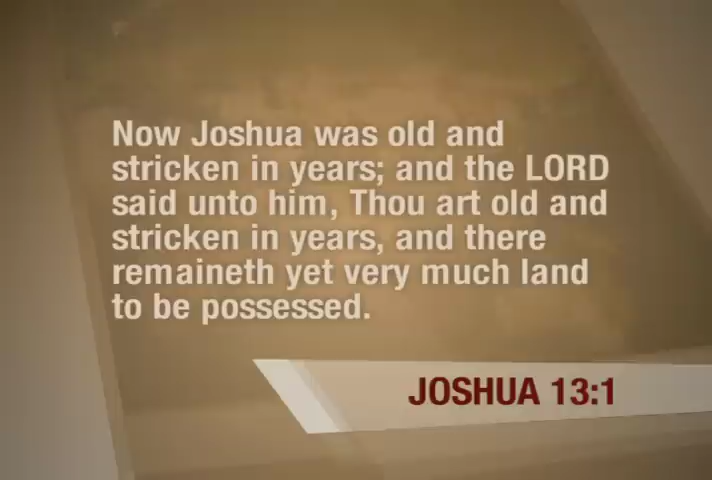 Now Joshua was old and
stricken in years; and the LORD
said unto him, Thou art old and
stricken in years, and there
remaineth yet very much land
to be possessed.
JOSHUA 13:1